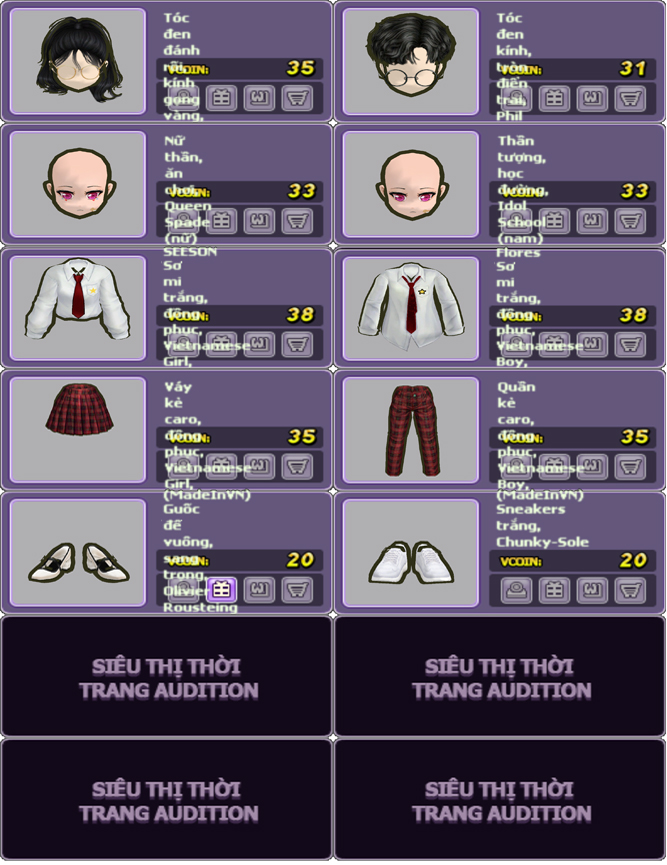 Tóc
đen
đánh
rối,
kính
gọng
vàng,
VCOIN: 35
Tóc
đen
kính,
tròn
điển
trai,
Phil
VCOIN: 31
Nữ
thần,
ăn
chơi,
Queen
Spade
(nữ)
SEESON
VCOIN: 33
Thần
tượng,
học
đường,
Idol
School
(nam)
Flores
VCOIN: 33
Sơ
mi
trắng,
đồng
phục,
Vietnamese
Girl,
VCOIN: 38
Sơ
mi
trắng,
đồng
phục,
Vietnamese
Boy,
VCOIN: 38
Váy
kẻ
caro,
đồng
phục,
Vietnamese
Girl,
(MadeInVN)
VCOIN: 35
Quần
kẻ
caro,
đồng
phục,
Vietnamese
Boy,
(MadeInVN)
VCOIN: 35
Guốc
đế
vuông,
sang
trọng,
Olivier
Rousteing
VCOIN: 20
Sneakers
trắng,
Chunky-Sole
VCOIN: 20
SIÊU THỊ THỜI
TRANG AUDITION
SIÊU THỊ THỜI
TRANG AUDITION
SIÊU THỊ THỜI
TRANG AUDITION
SIÊU THỊ THỜI
TRANG AUDITION